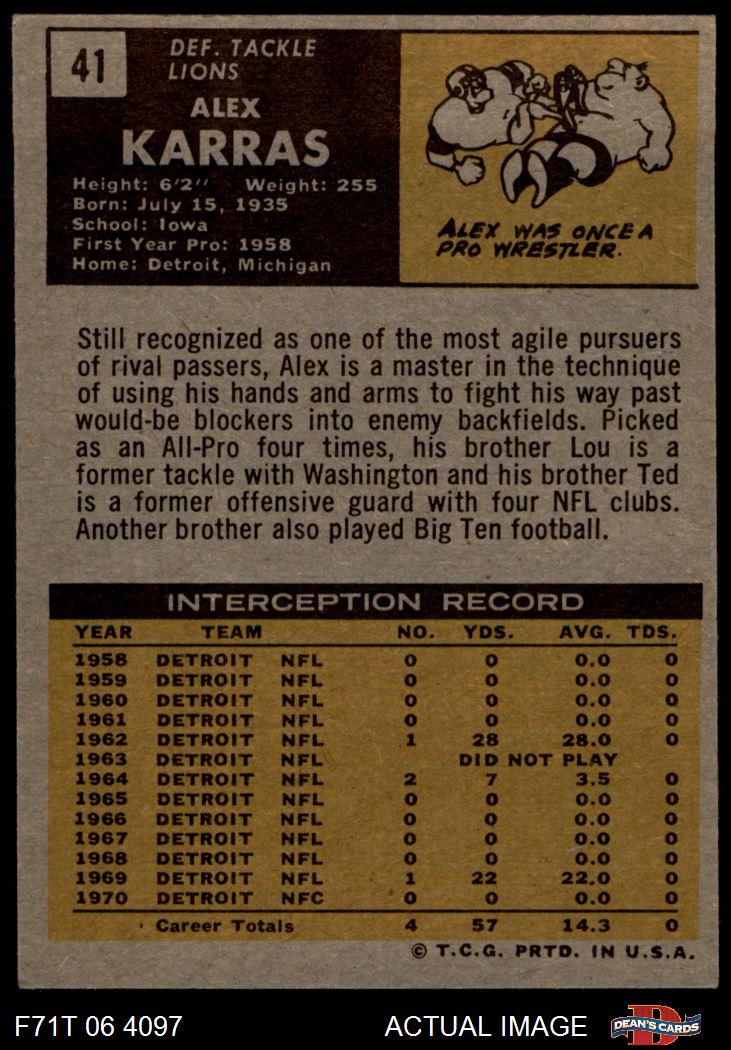 41
DEF. TACKLE
LIONS
ALEX
KARRAS
Height: 6'2'' Weight: 255
Born: July 15, 1935
School: Iowa
First Year Pro: 1958
Home: Detroit, Michigan
ALEX WAS ONCE A
PRO WRESTLER.
Still recognized as one of the most agile pursuers
of rival passers, Alex is a master in the technique
of using his hands and arms to fight his way past
would-be blockers into enemy backfields. Picked
as an All-Pro four times, his brother Lou is a
former tackle with Washington and his brother Ted
is a former offensive guard with four NFL clubs.
Another brother also played Big Ten football.
INTERCEPTION RECORD
YEAR TEAM NO. YDS. AVG. TDS.
1958 DETROIT NFL 0 0 0.0 0
1959 DETROIT NFL 0 0 0.0 0
1960 DETROIT NFL 0 0 0.0 0
1961 DETROIT NFL 0 0 0.0 0
1962 DETROIT NFL 1 28 28.0 0
1963 DETROIT NFL DID NOT PLAY
1964 DETROIT NFL 2 7 3.5 0
1965 DETROIT NFL 0 0 0.0 0
1966 DETROIT NFL 0 0 0.0 0
1967 DETROIT NFL 0 0 0.0 0
1968 DETROIT NFL 0 0 0.0 0
1969 DETROIT NFL 1 22 22.0 0
1970 DETROIT NFC 0 0 0.0 0
Career Totals 4 57 14.3 0
© T.C.G. PRTD. IN U.S.A.
F71T 06 4097 ACTUAL IMAGE
D
DEAN'S CARDS